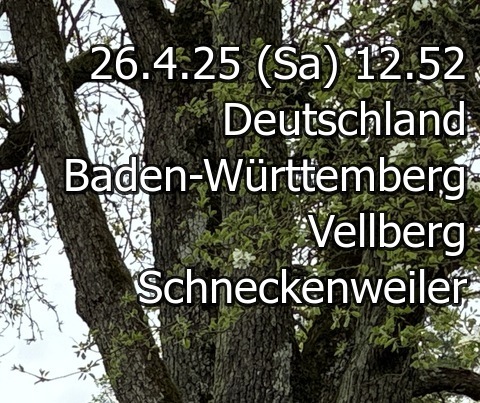 26.4.25 (Sa) 12.52
Deutschland
Baden-Württemberg
Vellberg
Schneckenweiler